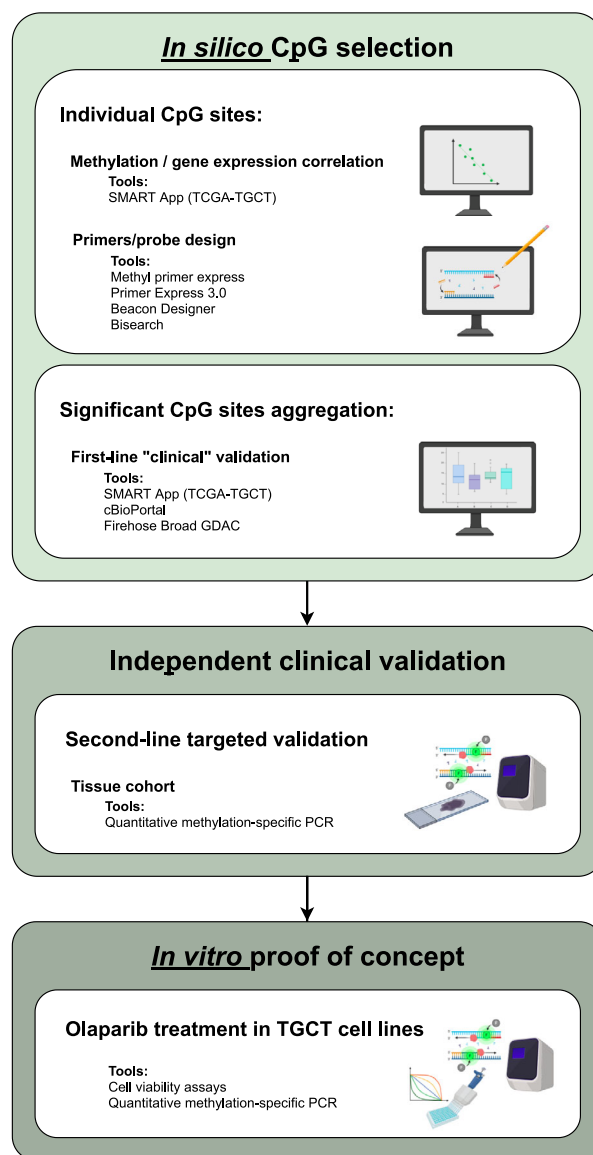 In silico CpG selection
Individual CpG sites:
Methylation / gene expression correlation
Tools:
SMART App (TCGA-TGCT)
Primers/probe design
Tools:
Methyl primer express
Primer Express 3.0
Beacon Designer
Bisearch
Significant CpG sites aggregation:
First-line "clinical" validation
Tools:
SMART App (TCGA-TGCT)
cBioPortal
Firehose Broad GDAC
Independent clinical validation
Second-line targeted validation
Tissue cohort
Tools:
Quantitative methylation-specific PCR
In vitro proof of concept
Olaparib treatment in TGCT cell lines
Tools:
Cell viability assays
Quantitative methylation-specific PCR